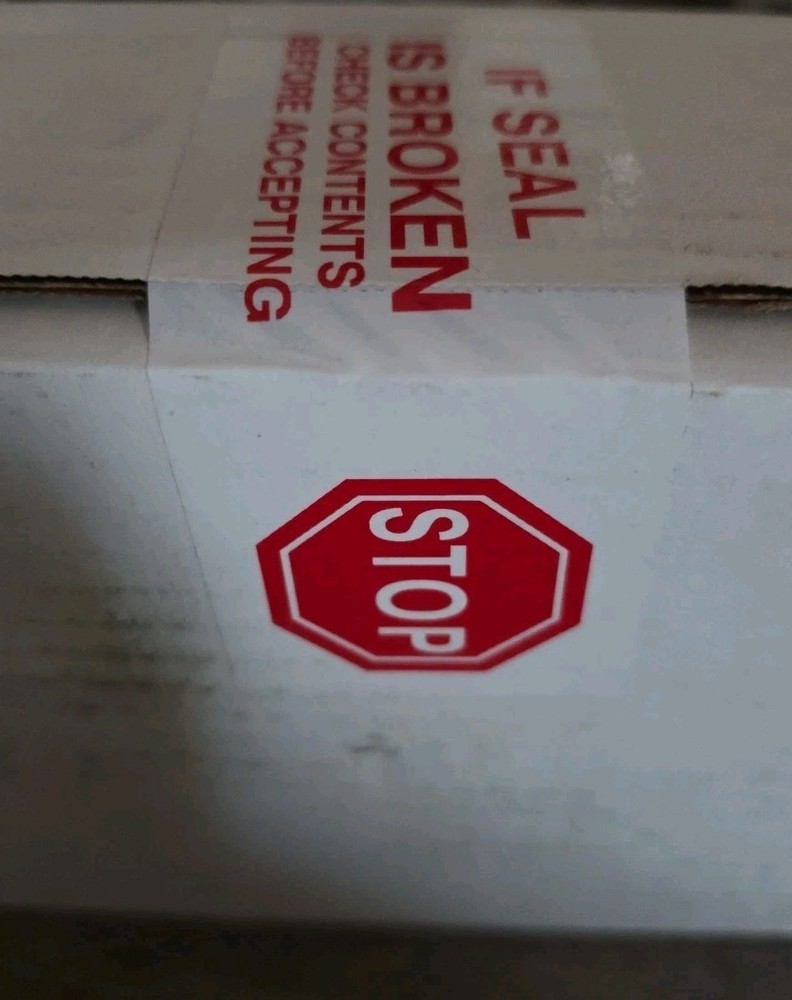 STOP
IF SEAL
IS BROKEN
CHECK CONTENTS
BEFORE ACCEPTING